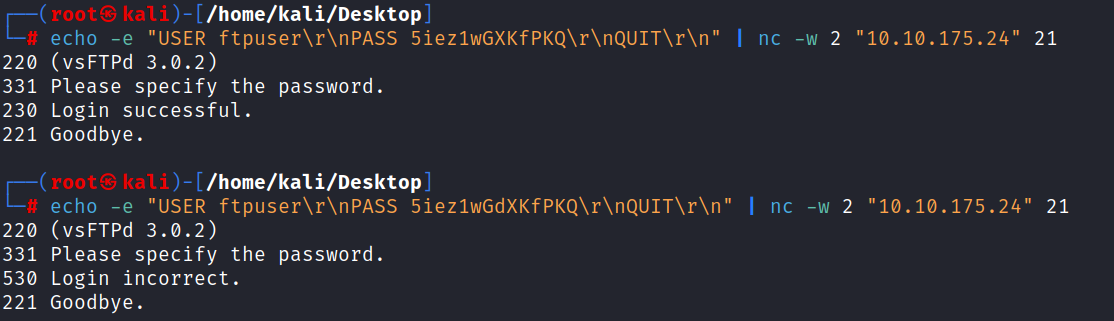 ┌──(root㉿kali)-[/home/kali/Desktop]
└─# echo -e "USER ftpuser\r\nPASS 5iez1wGXKfPKQ\r\nQUIT\r\n" | nc -w 2 "10.10.175.24" 21
220 (vsFTPd 3.0.2)
331 Please specify the password.
230 Login successful.
221 Goodbye.
┌──(root㉿kali)-[/home/kali/Desktop]
└─# echo -e "USER ftpuser\r\nPASS 5iez1wGdXKfPKQ\r\nQUIT\r\n" | nc -w 2 "10.10.175.24" 21
220 (vsFTPd 3.0.2)
331 Please specify the password.
530 Login incorrect.
221 Goodbye.